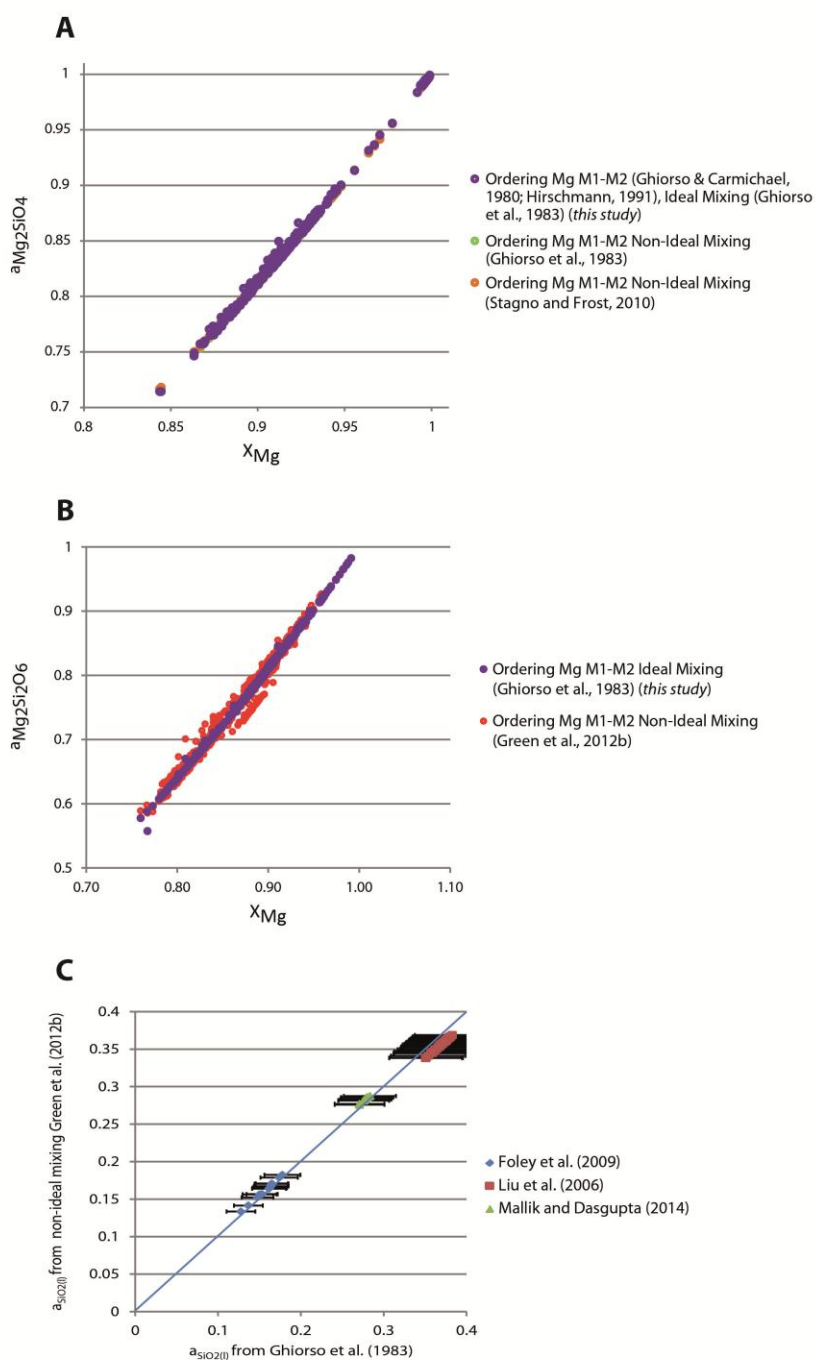 A
1
0.95
0.9
0.85
0.8
0.75
0.7
aMg2SiO4
0.8 0.85 0.9 0.95 1
XMg
Ordering Mg M1-M2 (Ghiorso & Carmichael,
1980; Hirschmann, 1991), Ideal Mixing (Ghiorso
et al., 1983) (this study)
Ordering Mg M1-M2 Non-Ideal Mixing
(Ghiorso et al., 1983)
Ordering Mg M1-M2 Non-Ideal Mixing
(Stagno and Frost, 2010)
B
1
0.9
0.8
0.7
0.6
0.5
aMg2Si2O6
0.70 0.80 0.90 1.00 1.10
XMg
Ordering Mg M1-M2 Ideal Mixing
(Ghiorso et al., 1983) (this study)
Ordering Mg M1-M2 Non-Ideal Mixing
(Green et al., 2012b)
C
0.4
0.35
0.3
0.25
0.2
0.15
0.1
0.05
0
aSiO2(l) from non-ideal mixing Green et al. (2012b)
0 0.1 0.2 0.3 0.4
aSiO2(l) from Ghiorso et al. (1983)
Foley et al. (2009)
Liu et al. (2006)
Mallik and Dasgupta (2014)